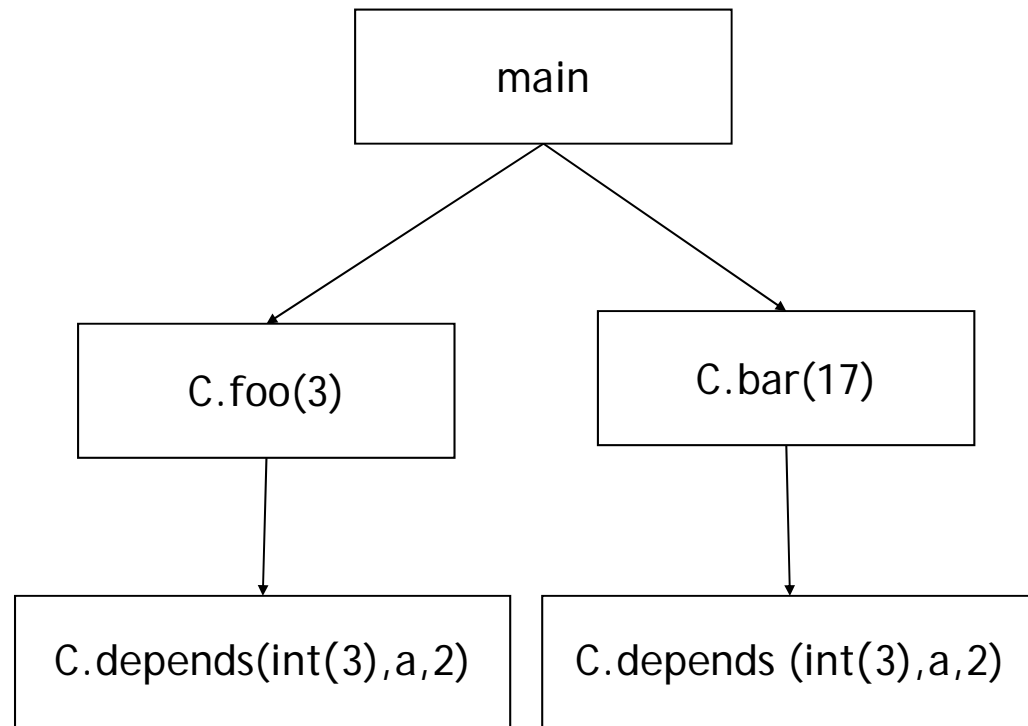 main
C.foo(3)
C.bar(17)
C.depends(int(3),a,2)
C.depends (int(3),a,2)